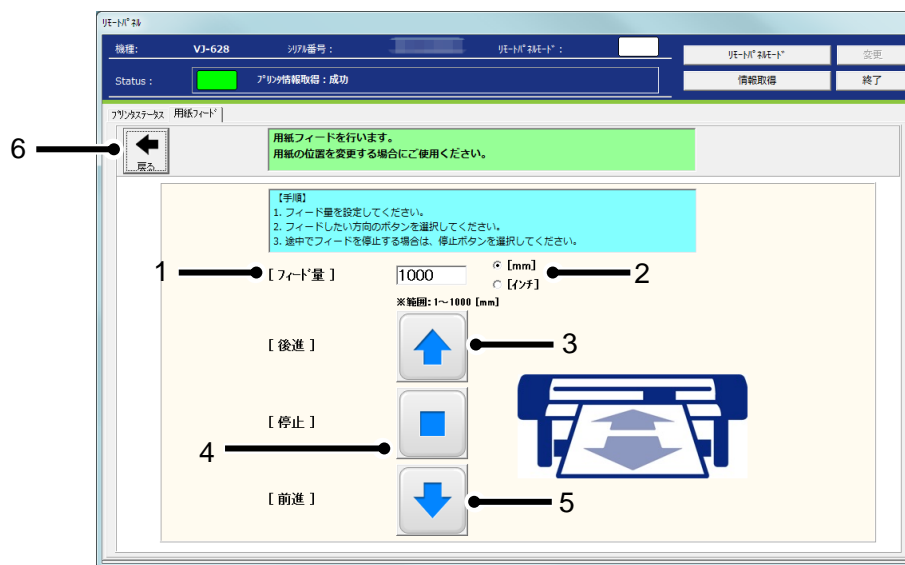 ﾘﾓｰﾄﾊﾟﾈﾙ
機種: VJ-628 ｼﾘｱﾙ番号: ﾘﾓｰﾄﾊﾟﾈﾙﾓｰﾄﾞ: ﾘﾓｰﾄﾊﾟﾈﾙﾓｰﾄﾞ 変更
Status: ﾌﾟﾘﾝﾀ情報取得：成功 情報取得 終了
ﾌﾟﾘﾝﾀｽﾃｰﾀｽ 用紙ﾌｨｰﾄﾞ
6
戻る
用紙フィードを行います。
用紙の位置を変更する場合にご使用ください。
【手順】
1. フィード量を設定してください。
2. フィードしたい方向のボタンを選択してください。
3. 途中でフィードを停止する場合は、停止ボタンを選択してください。
1 [ ﾌｨｰﾄﾞ量 ] 1000 [mm] 2
[ｲﾝﾁ]
※範囲: 1～1000 [mm]
[ 後進 ] 3
[ 停止 ]
4
[ 前進 ] 5